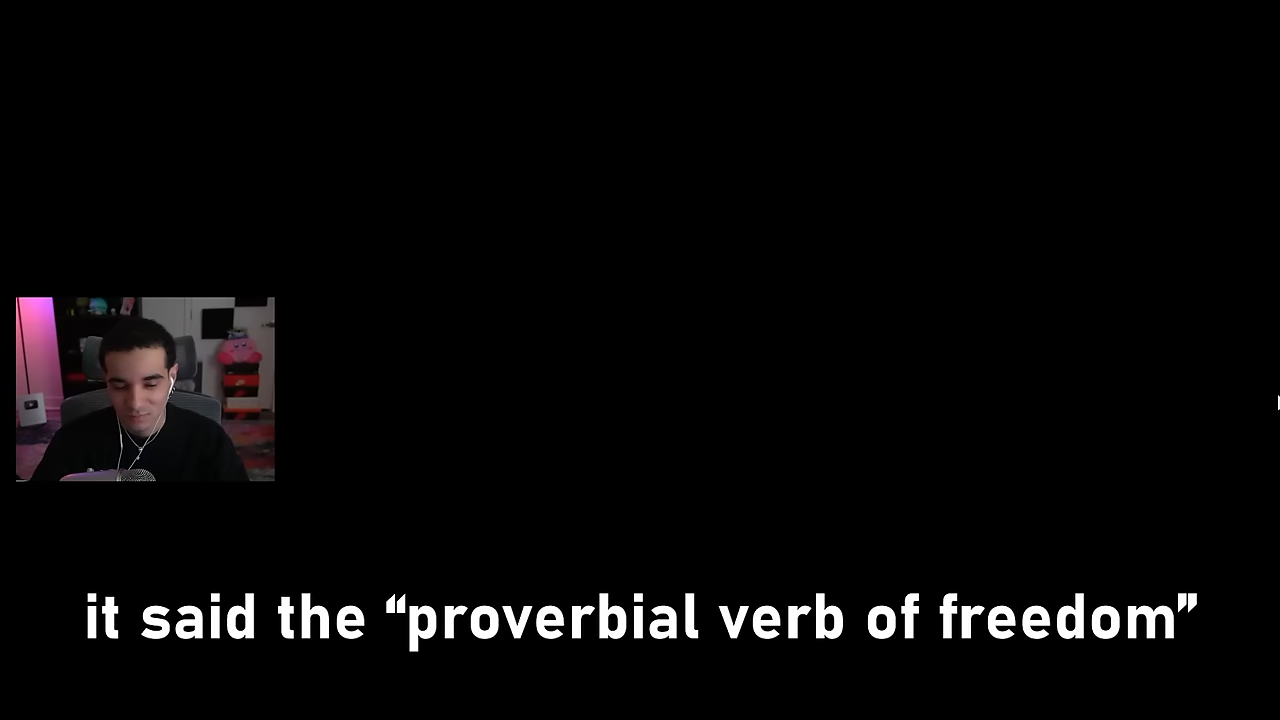 it said the “proverbial verb of freedom”